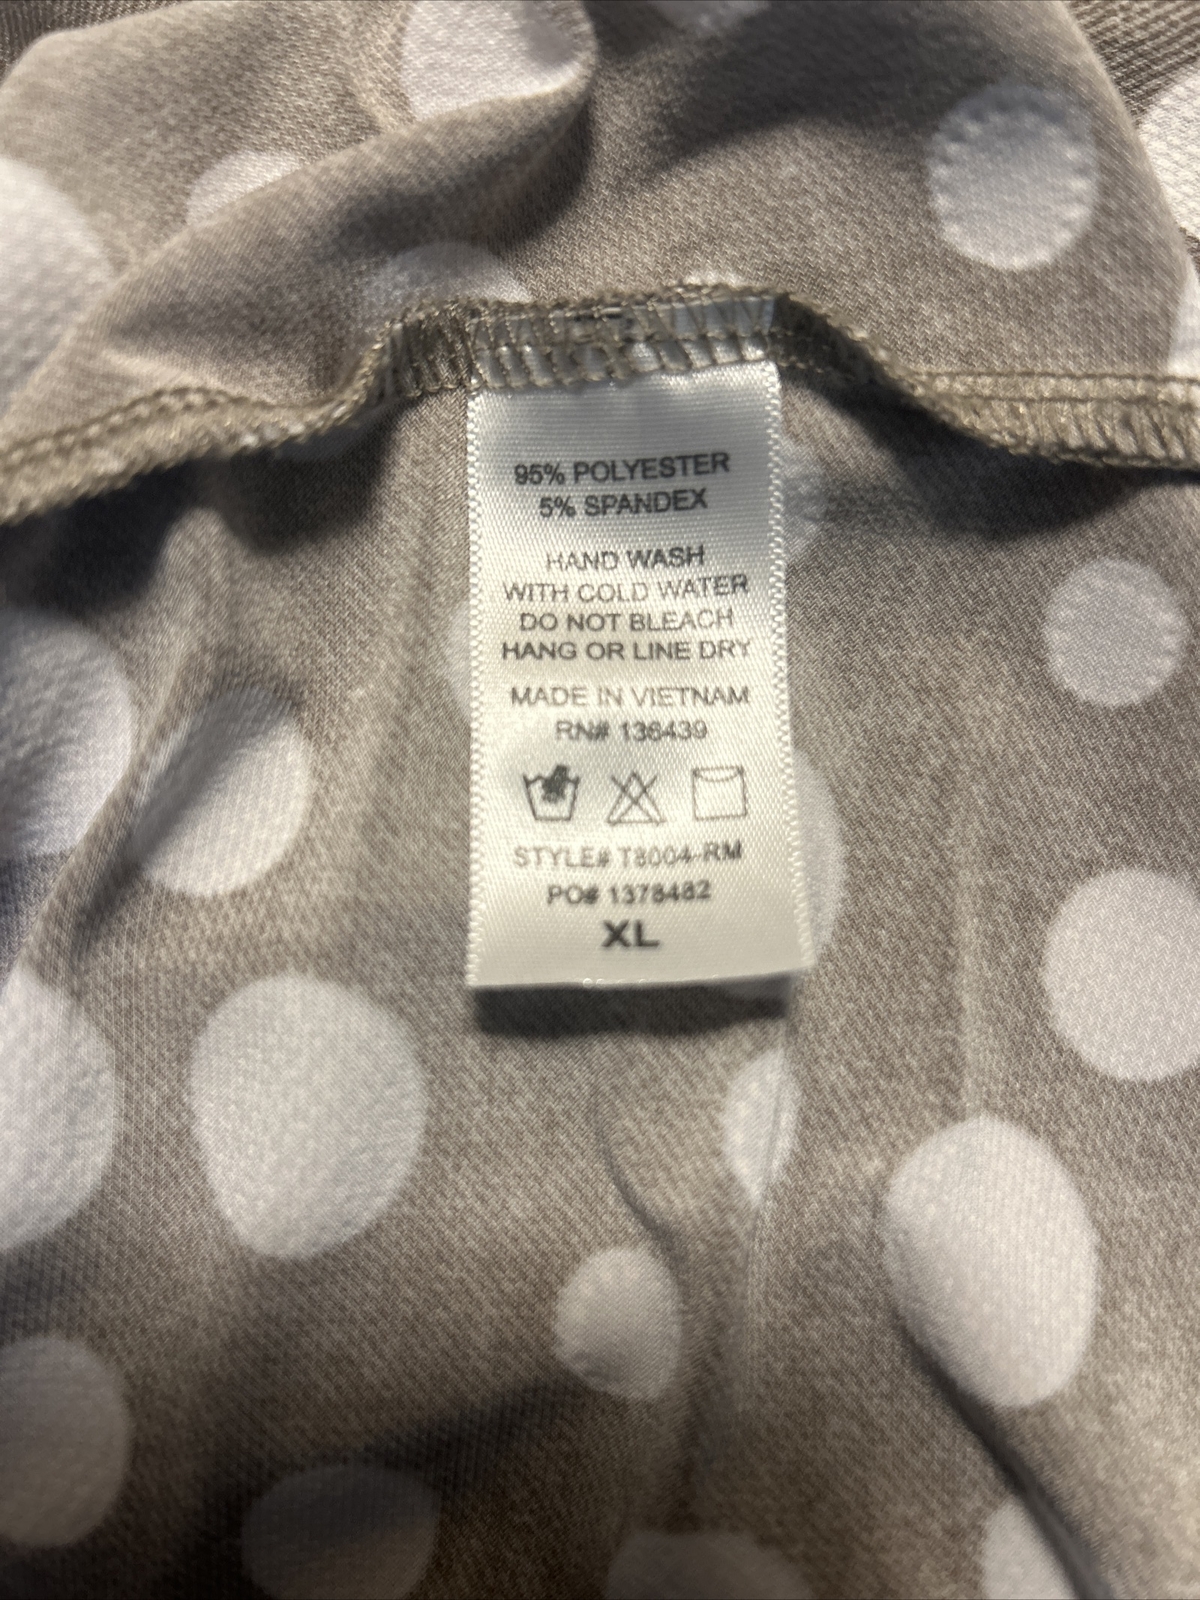 95% POLYESTER
5% SPANDEX
HAND WASH
WITH COLD WATER
DO NOT BLEACH
HANG OR LINE DRY
MADE IN VIETNAM
RN# 136439
STYLE# T8004-RM
PO# 1378482
XL